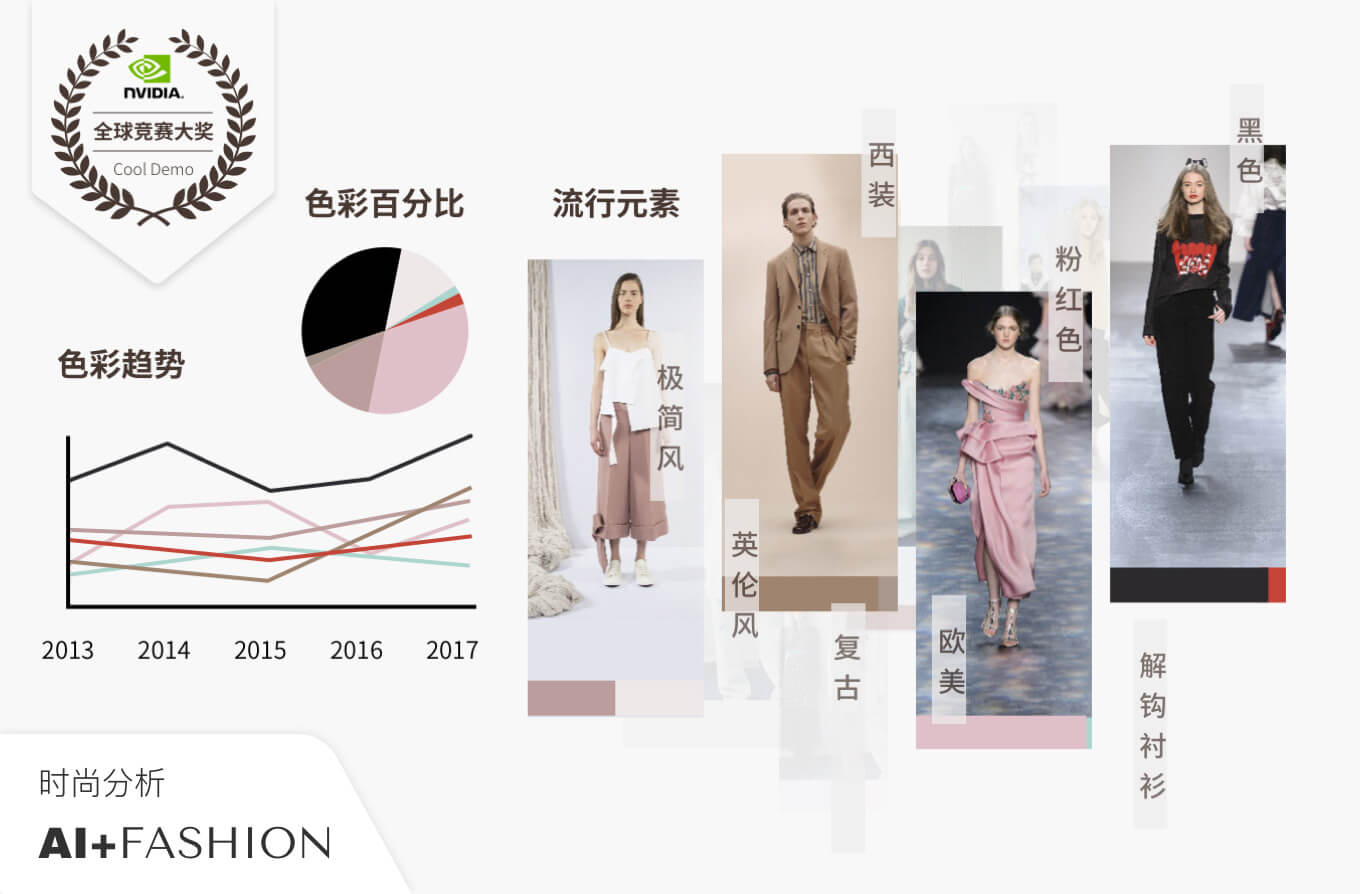 NVIDIA.
全球竞赛大奖
Cool Demo
色彩百分比
流行元素
色彩趋势
2013 2014 2015 2016 2017
极简风
西装
英伦风
复古
粉红色
欧美
黑色
解钩衬衫
时尚分析
AI+FASHION